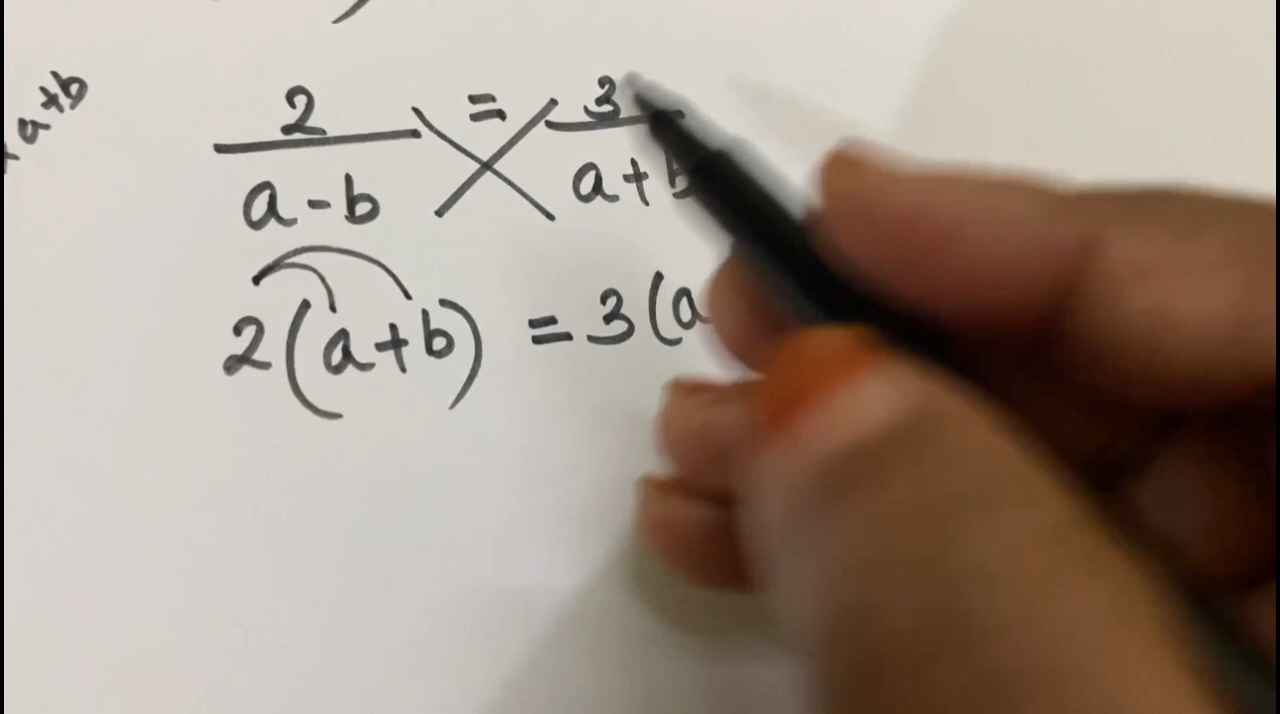 a+b
2/(a-b) = 3/(a+b)
2(a+b) = 3(a